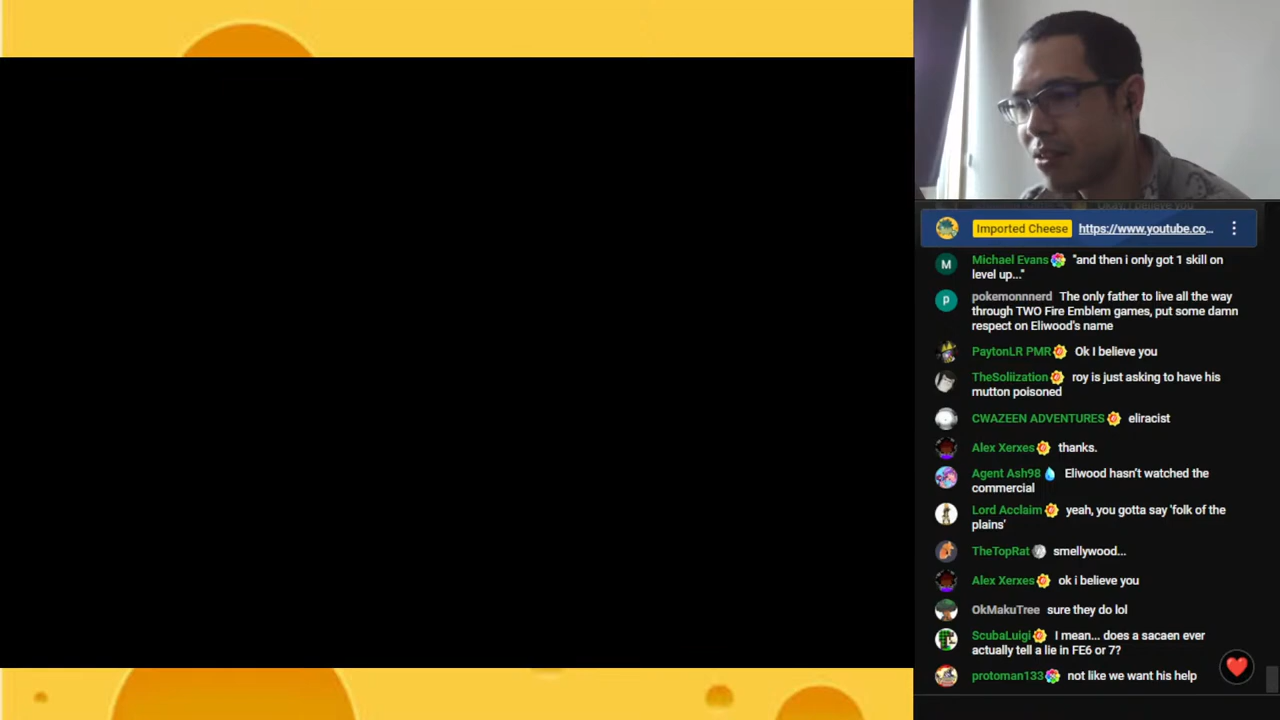 Okay, I believe you
Imported Cheese https://www.youtube.co...
M Michael Evans "and then i only got 1 skill on
level up..."
p pokemonnnerd The only father to live all the way
through TWO Fire Emblem games, put some damn
respect on Eliwood's name
PaytonLR PMR Ok I believe you
TheSoliization roy is just asking to have his
mutton poisoned
CWAZEEN ADVENTURES eliracist
Alex Xerxes thanks.
Agent Ash98 Eliwood hasn't watched the
commercial
Lord Acclaim yeah, you gotta say 'folk of the
plains'
TheTopRat smellywood...
Alex Xerxes ok i believe you
OkMakuTree sure they do lol
ScubaLuigi I mean... does a sacaen ever
actually tell a lie in FE6 or 7?
protoman133 not like we want his help